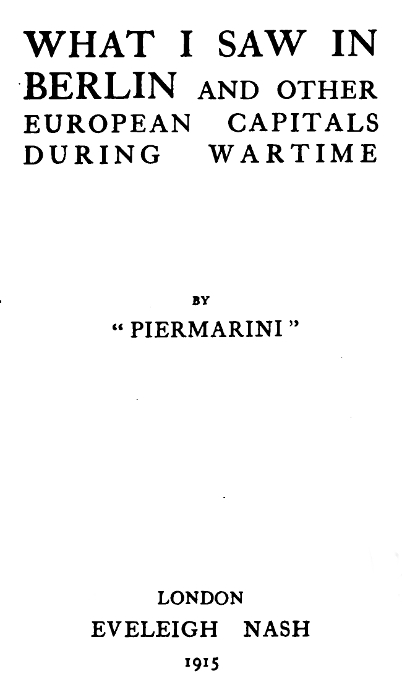 WHAT I SAW IN
BERLIN AND OTHER
EUROPEAN CAPITALS
DURING WARTIME
BY
“PIERMARINI”
LONDON
EVELEIGH NASH
1915